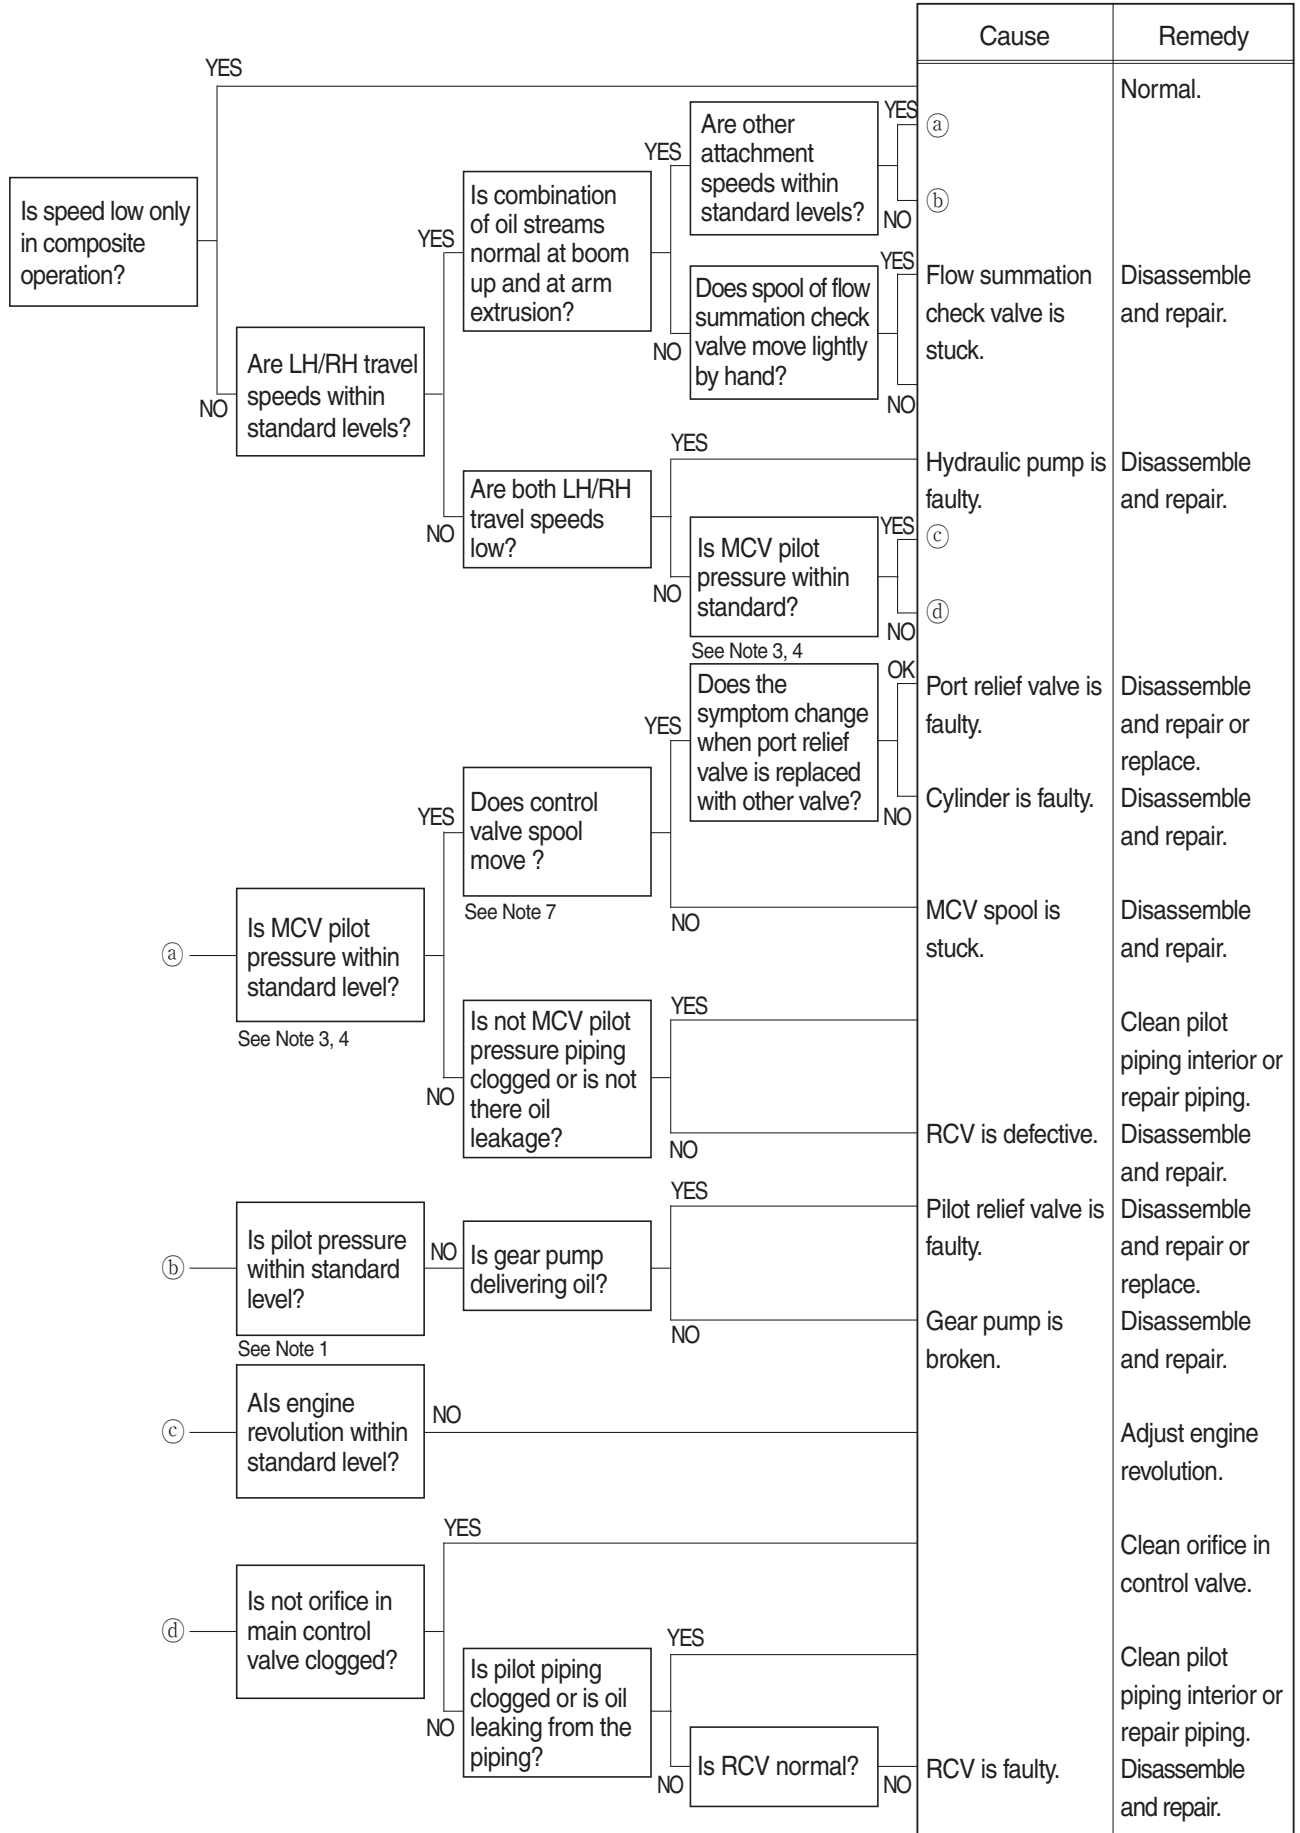 Cause
Remedy
YES
Normal.
Is speed low only
in composite
operation?
NO
Are LH/RH travel
speeds within
standard levels?
YES
Is combination
of oil streams
normal at boom
up and at arm
extrusion?
YES
Are other
attachment
speeds within
standard levels?
YES
ⓐ
NO
ⓑ
NO
Does spool of flow
summation check
valve move lightly
by hand?
YES
Flow summation
check valve is
stuck.
Disassemble
and repair.
NO
NO
Are both LH/RH
travel speeds
low?
YES
Hydraulic pump is
faulty.
Disassemble
and repair.
NO
Is MCV pilot
pressure within
standard?
See Note 3, 4
YES
ⓒ
NO
ⓓ
ⓐ
Is MCV pilot
pressure within
standard level?
See Note 3, 4
YES
Does control
valve spool
move ?
See Note 7
YES
Does the
symptom change
when port relief
valve is replaced
with other valve?
OK
Port relief valve is
faulty.
Disassemble
and repair or
replace.
NO
Cylinder is faulty.
Disassemble
and repair.
NO
MCV spool is
stuck.
Disassemble
and repair.
NO
Is not MCV pilot
pressure piping
clogged or is not
there oil
leakage?
YES
Clean pilot
piping interior or
repair piping.
NO
RCV is defective.
Disassemble
and repair.
ⓑ
Is pilot pressure
within standard
level?
See Note 1
NO
Is gear pump
delivering oil?
YES
Pilot relief valve is
faulty.
Disassemble
and repair or
replace.
NO
Gear pump is
broken.
Disassemble
and repair.
ⓒ
AIs engine
revolution within
standard level?
NO
Adjust engine
revolution.
ⓓ
Is not orifice in
main control
valve clogged?
YES
Clean orifice in
control valve.
NO
Is pilot piping
clogged or is oil
leaking from the
piping?
YES
Clean pilot
piping interior or
repair piping.
NO
Is RCV normal?
NO
RCV is faulty.
Disassemble
and repair.